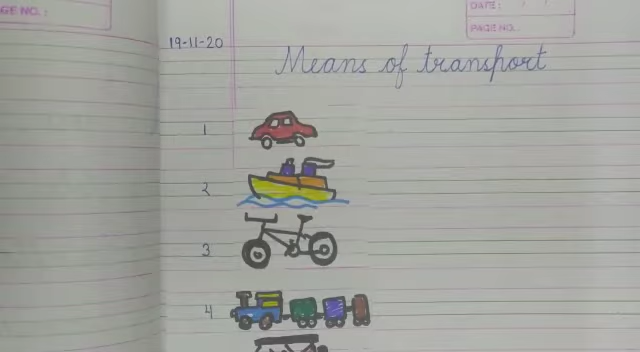 GE NO. :
DATE : / /
PAGE NO.
19-11-20
Means of transport
1
2
3
4